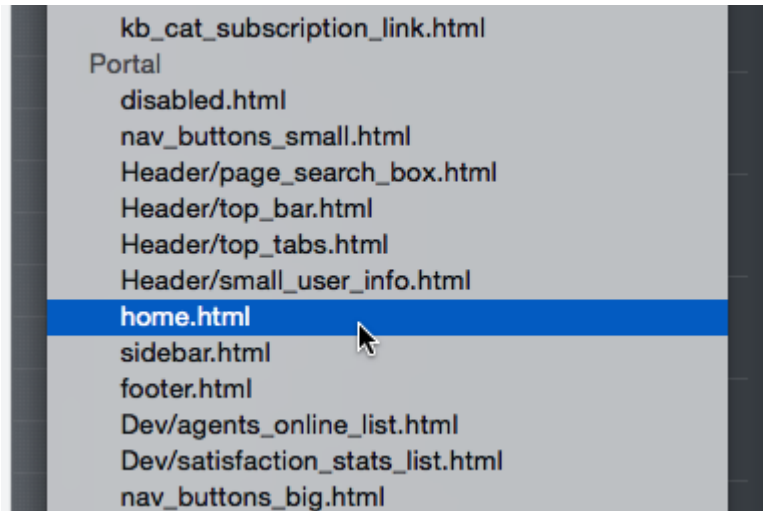 kb_cat_subscription_link.html
Portal
disabled.html
nav_buttons_small.html
Header/page_search_box.html
Header/top_bar.html
Header/top_tabs.html
Header/small_user_info.html
home.html
sidebar.html
footer.html
Dev/agents_online_list.html
Dev/satisfaction_stats_list.html
nav_buttons_big.html